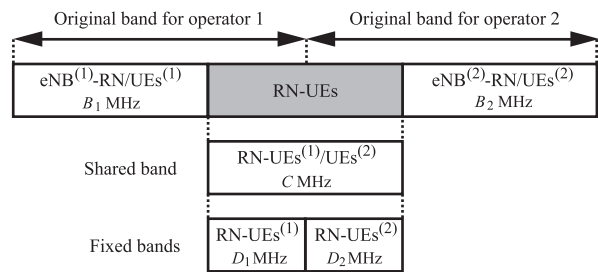 Original band for operator 1
Original band for operator 2
eNB(1)-RN/UEs(1)
B1 MHz
RN-UEs
eNB(2)-RN/UEs(2)
B2 MHz
Shared band
RN-UEs(1)/UEs(2)
C MHz
Fixed bands
RN-UEs(1)
D1 MHz
RN-UEs(2)
D2 MHz